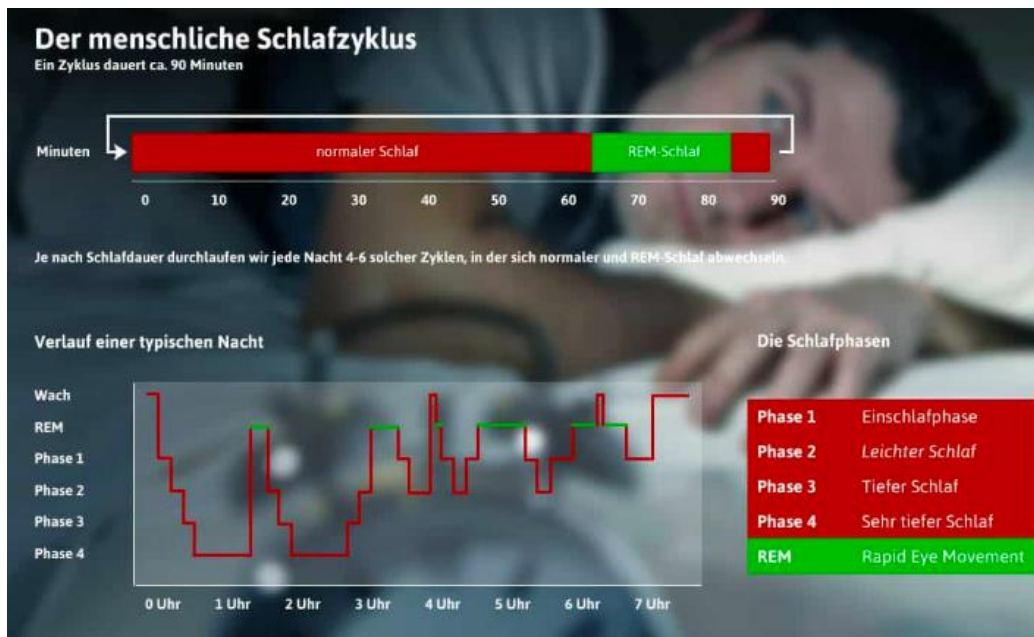 Der menschliche Schlafzyklus
Ein Zyklus dauert ca. 90 Minuten
Minuten
normaler Schlaf
REM-Schlaf
0 10 20 30 40 50 60 70 80 90
Je nach Schlafdauer durchlaufen wir jede Nacht 4-6 solcher Zyklen, in der sich normaler und REM-Schlaf abwechseln.
Verlauf einer typischen Nacht
Wach
REM
Phase 1
Phase 2
Phase 3
Phase 4
0 Uhr 1 Uhr 2 Uhr 3 Uhr 4 Uhr 5 Uhr 6 Uhr 7 Uhr
Die Schlafphasen
Phase 1 Einschlafphase
Phase 2 Leichter Schlaf
Phase 3 Tiefer Schlaf
Phase 4 Sehr tiefer Schlaf
REM Rapid Eye Movement